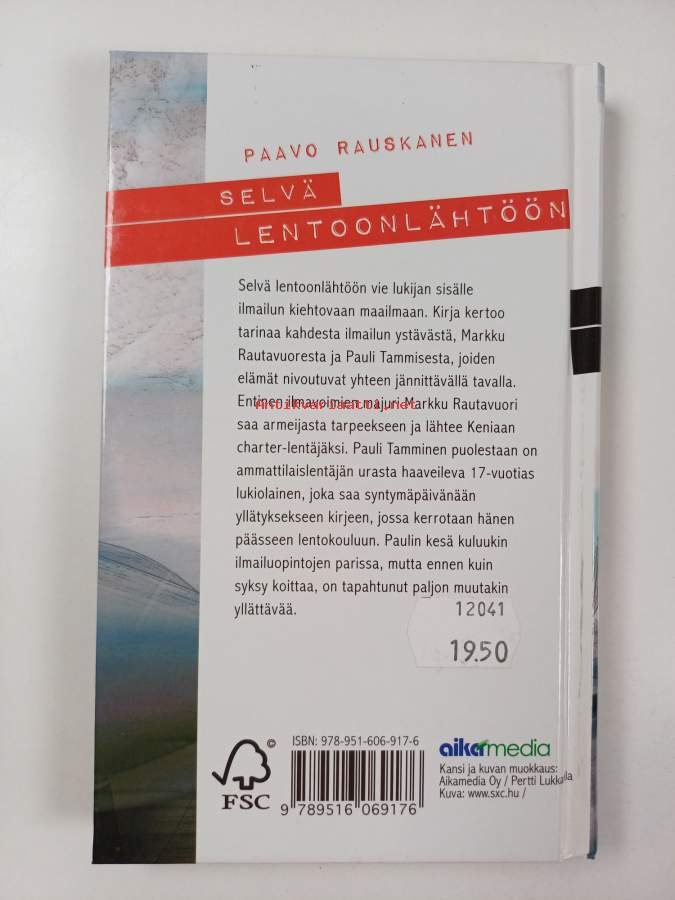 PAAVO RAUSKANEN
SELVÄ
LENTOONLÄHTÖÖN
Selvä lentoonlähtöön vie lukijan sisälle
ilmailun kiehtovaan maailmaan. Kirja kertoo
tarinaa kahdesta ilmailun ystävästä, Markku
Rautavuoresta ja Pauli Tammisesta, joiden
elämät nivoutuvat yhteen jännittävällä tavalla.
Entinen ilmavoimien majuri Markku Rautavuori
Antikvariaatti.net
saa armeijasta tarpeekseen ja lähtee Keniaan
charter-lentäjäksi. Pauli Tamminen puolestaan on
ammattilaislentäjän urasta haaveileva 17-vuotias
lukiolainen, joka saa syntymäpäivänään
yllätyksekseen kirjeen, jossa kerrotaan hänen
päässeen lentokouluun. Paulin kesä kuluukin
ilmailuopintojen parissa, mutta ennen kuin
syksy koittaa, on tapahtunut paljon muutakin
yllättävää.
12041
19.50
ISBN: 978-951-606-917-6
9 789516 069176
©
FSC
aikamedia
Kansi ja kuvan muokkaus:
Aikamedia Oy / Pertti Lukkala
Kuva: www.sxc.hu /